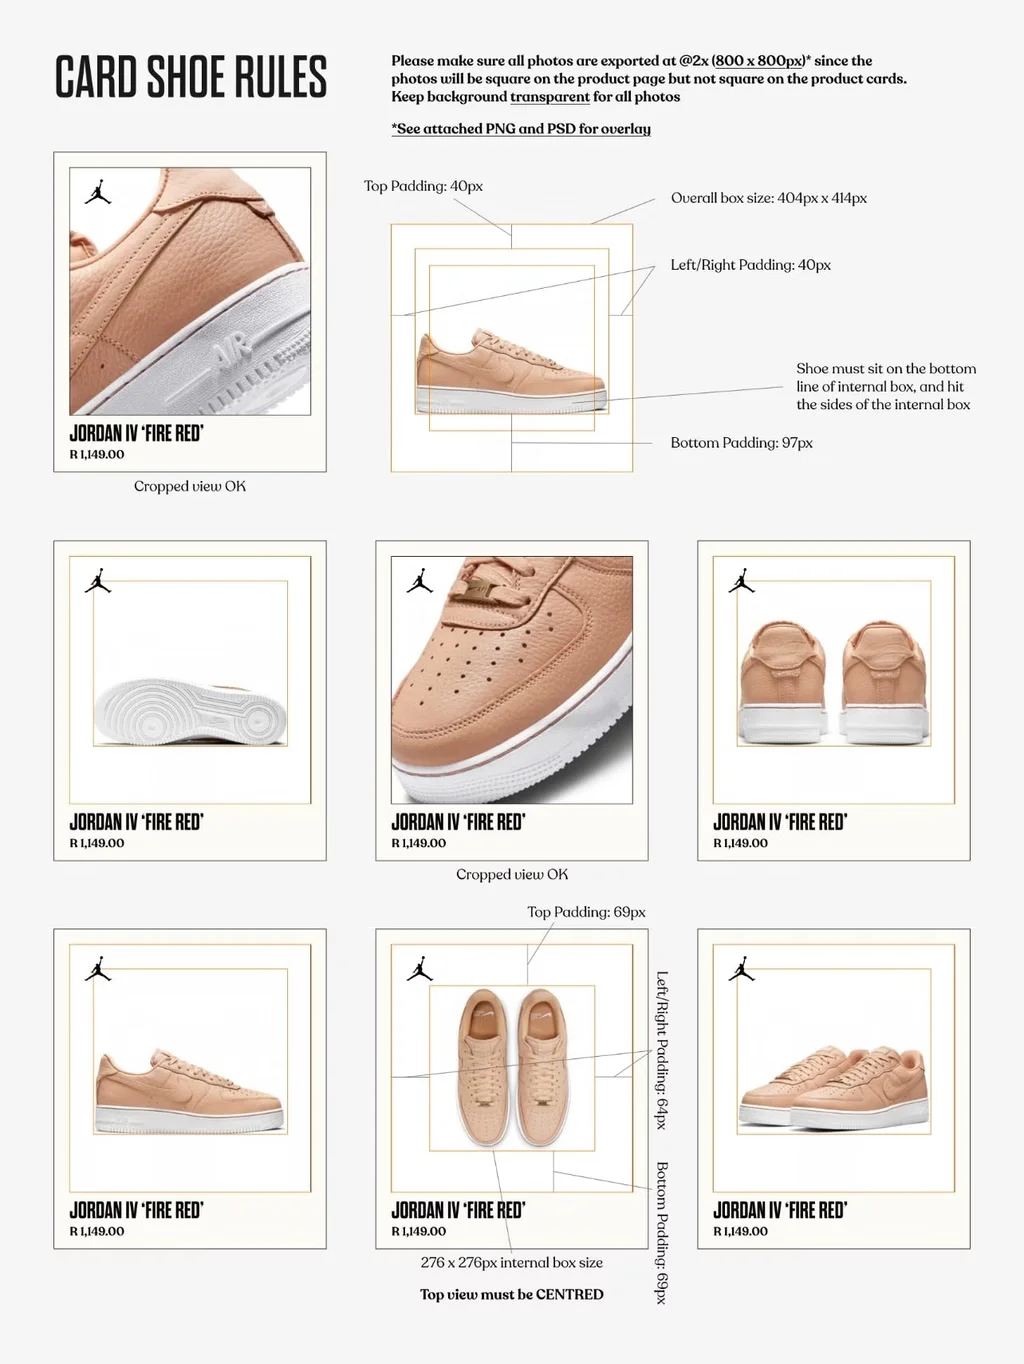 CARD SHOE RULES
Please make sure all photos are exported at @2x (800 x 800px)* since the
photos will be square on the product page but not square on the product cards.
Keep background transparent for all photos
*See attached PNG and PSD for overlay
AIR
JORDAN IV ‘FIRE RED’
R 1,149.00
Cropped view OK
Top Padding: 40px
Overall box size: 404px x 414px
Left/Right Padding: 40px
Shoe must sit on the bottom
line of internal box, and hit
the sides of the internal box
Bottom Padding: 97px
JORDAN IV ‘FIRE RED’
R 1,149.00
JORDAN IV ‘FIRE RED’
R 1,149.00
Cropped view OK
JORDAN IV ‘FIRE RED’
R 1,149.00
JORDAN IV ‘FIRE RED’
R 1,149.00
Top Padding: 69px
Left/Right Padding: 64px
Bottom Padding: 69px
JORDAN IV ‘FIRE RED’
R 1,149.00
276 x 276px internal box size
Top view must be CENTRED
JORDAN IV ‘FIRE RED’
R 1,149.00